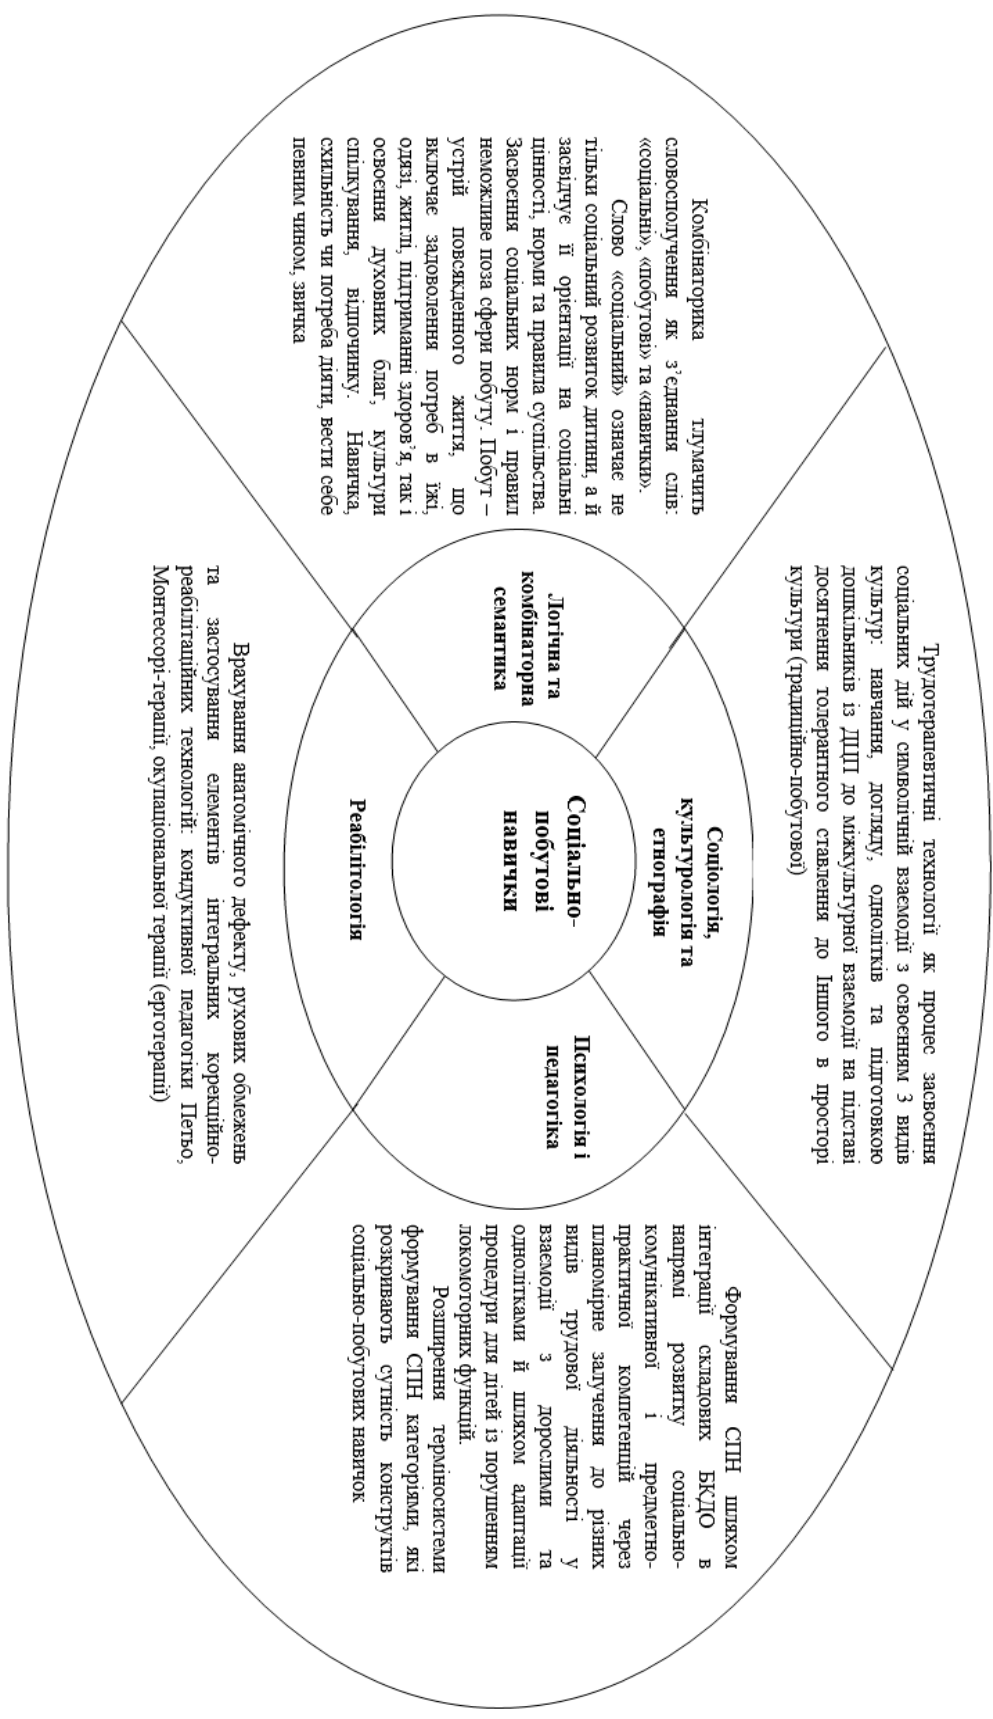 Трудотерапевтичні технології як процес засвоєння
соціальних дій у символічній взаємодії з освоєнням 3 видів
культур: навчання, догляду, однолітків та підготовкою
дошкільників із ДЦП до міжкультурної взаємодії на підставі
досягнення толерантного ставлення до Іншого в просторі
культури (традиційно-побутової)
Комбінаторика тлумачить
словосполучення як з’єднання слів:
«соціальні», «побутові» та «навички».
Слово «соціальний» означає не
тільки соціальний розвиток дитини, а й
засвідчує її орієнтації на соціальні
цінності, норми та правила суспільства.
Засвоєння соціальних норм і правил
неможливе поза сфери побуту. Побут –
устрій повсякденного життя, що
включає задоволення потреб в їжі,
одязі, житлі, підтриманні здоров’я, так і
освоєння духовних благ, культури
спілкування, відпочинку. Навичка,
схильність чи потреба діяти, вести себе
певним чином, звичка
Логічна та
комбінаторна
семантика
Соціологія,
культурологія та
етнографія
Соціально-
побутові
навички
Реабілітологія
Психологія і
педагогіка
Формування СПН шляхом
інтеграції складових БКДО в
напрямі розвитку соціально-
комунікативної і предметно-
практичної компетенцій через
планомірне залучення до різних
видів трудової діяльності у
взаємодії з дорослими та
однолітками й шляхом адаптації
процедури для дітей із порушенням
локомоторних функцій.
Розширення терміносистеми
формування СПН категоріями, які
розкривають сутність конструктів
соціально-побутових навичок
Врахування анатомічного дефекту, рухових обмежень
та застосування елементів інтегральних корекційно-
реабілітаційних технологій: кондуктивної педагогіки Петьо,
Монтессорі-терапії, окупаціональної терапії (ерготерапії)